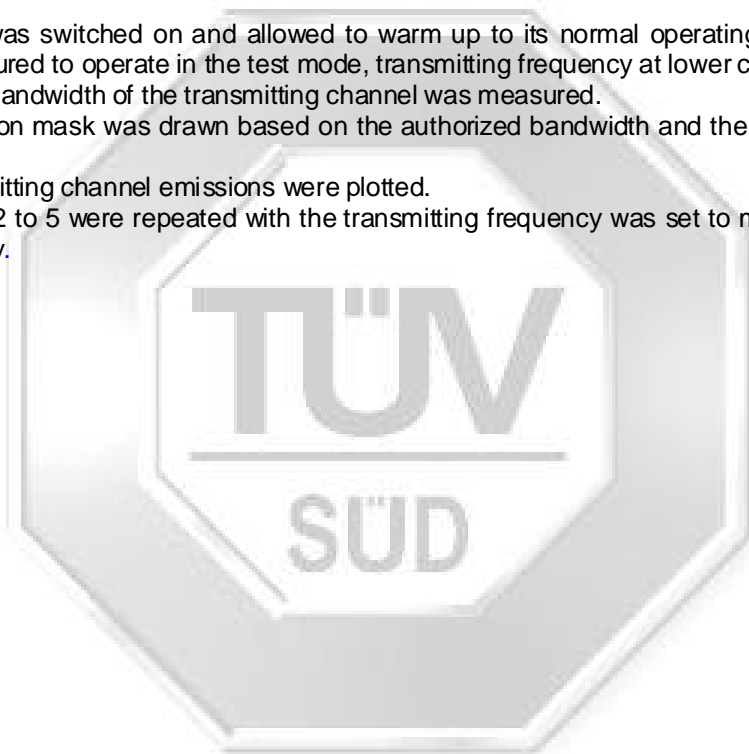 was switched on and allowed to warm up to its normal operating
ured to operate in the test mode, transmitting frequency at lower c
andwidth of the transmitting channel was measured.
on mask was drawn based on the authorized bandwidth and the
itting channel emissions were plotted.
2 to 5 were repeated with the transmitting frequency was set to m
y.
TÜV
SÜD